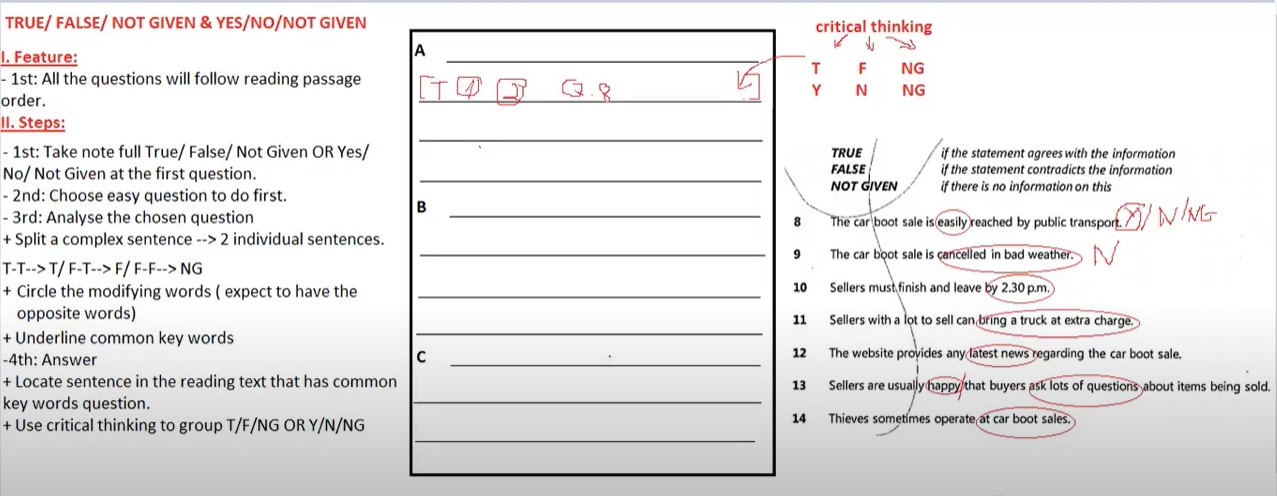 TRUE/ FALSE/ NOT GIVEN & YES/NO/NOT GIVEN
I. Feature:
- 1st: All the questions will follow reading passage
order.
II. Steps:
- 1st: Take note full True/ False/ Not Given OR Yes/
No/ Not Given at the first question.
- 2nd: Choose easy question to do first.
- 3rd: Analyse the chosen question
+ Split a complex sentence --> 2 individual sentences.
T-T--> T/ F-T--> F/ F-F--> NG
+ Circle the modifying words ( expect to have the
opposite words)
+ Underline common key words
-4th: Answer
+ Locate sentence in the reading text that has common
key words question.
+ Use critical thinking to group T/F/NG OR Y/N/NG
A
[T 1 2 Q.8 ]
B
C
critical thinking
T F NG
Y N NG
TRUE if the statement agrees with the information
FALSE if the statement contradicts the information
NOT GIVEN if there is no information on this
8 The car boot sale is easily reached by public transport. Y/N/NG
9 The car boot sale is cancelled in bad weather. N
10 Sellers must finish and leave by 2.30 p.m.
11 Sellers with a lot to sell can bring a truck at extra charge.
12 The website provides any latest news regarding the car boot sale.
13 Sellers are usually happy that buyers ask lots of questions about items being sold.
14 Thieves sometimes operate at car boot sales.